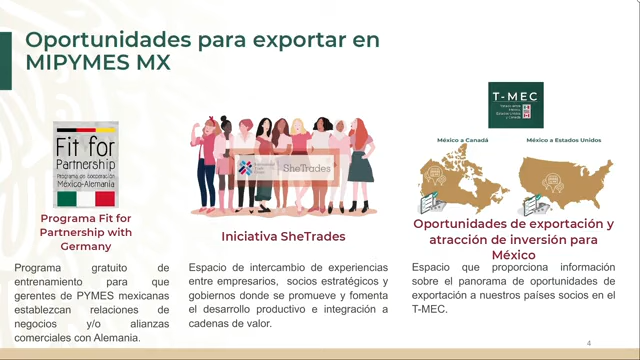 Oportunidades para exportar en
MIPYMES MX
T-MEC
México a Canadá
México a Estados Unidos
Fit for
Partnership
Programa de Cooperación
México-Alemania
SheTrades
Programa Fit for
Partnership with
Germany
Iniciativa SheTrades
Oportunidades de exportación y
atracción de inversión para
México
Programa gratuito de
entrenamiento para que
gerentes de PYMES mexicanas
establezcan relaciones de
negocios y/o alianzas
comerciales con Alemania.
Espacio de intercambio de experiencias
entre empresarios, socios estratégicos y
gobiernos donde se promueve y fomenta
el desarrollo productivo e integración a
cadenas de valor.
Espacio que proporciona información
sobre el panorama de oportunidades de
exportación a nuestros países socios en el
T-MEC.
4